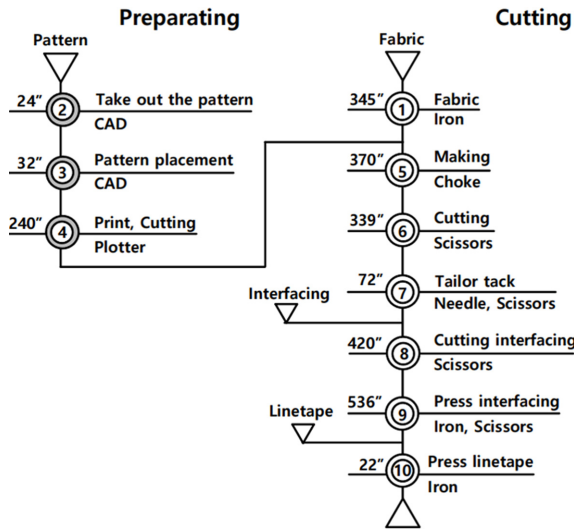 Preparating
Cutting
Pattern
24″ 2 Take out the pattern
CAD
32″ 3 Pattern placement
CAD
240″ 4 Print, Cutting
Plotter
Fabric
345″ 1 Fabric
Iron
370″ 5 Making
Choke
339″ 6 Cutting
Scissors
72″ 7 Tailor tack
Needle, Scissors
Interfacing
420″ 8 Cutting interfacing
Scissors
536″ 9 Press interfacing
Iron, Scissors
Linetape
22″ 10 Press linetape
Iron